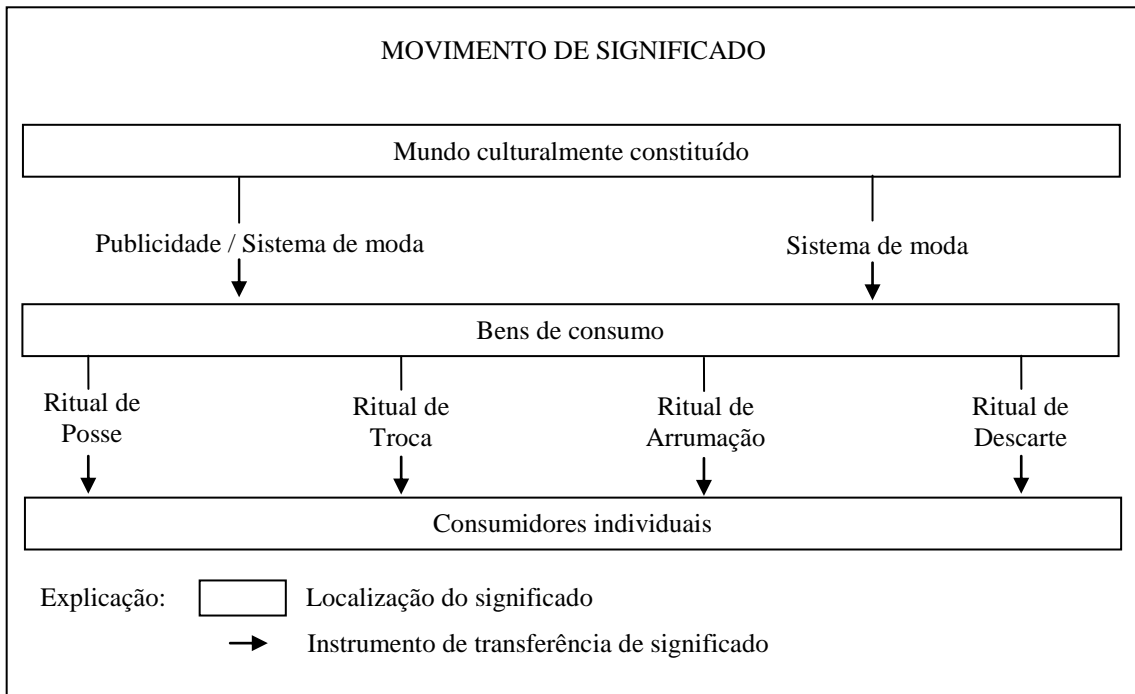 MOVIMENTO DE SIGNIFICADO
Mundo culturalmente constituído
Publicidade / Sistema de moda
Sistema de moda
Bens de consumo
Ritual de
Posse
Ritual de
Troca
Ritual de
Arrumação
Ritual de
Descarte
Consumidores individuais
Explicação:
Localização do significado
Instrumento de transferência de significado